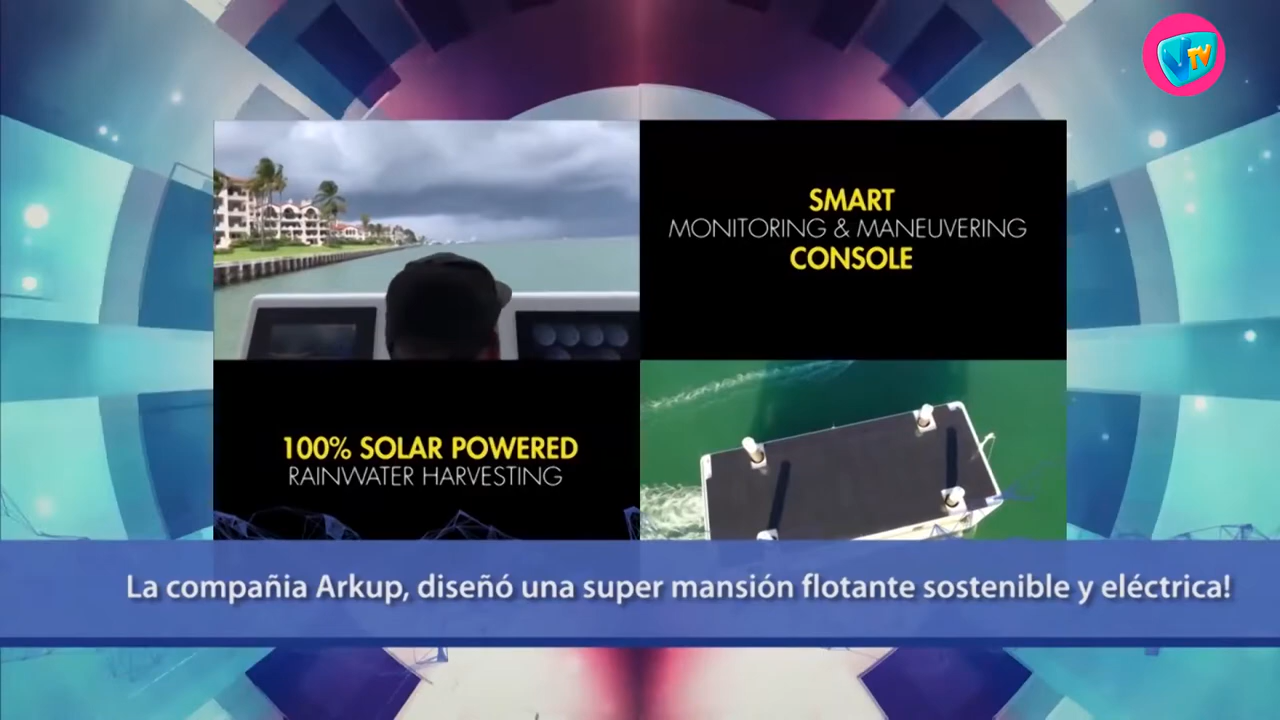 V TV
SMART
MONITORING & MANEUVERING
CONSOLE
100% SOLAR POWERED
RAINWATER HARVESTING
La compañia Arkup, diseñó una super mansión flotante sostenible y eléctrica!